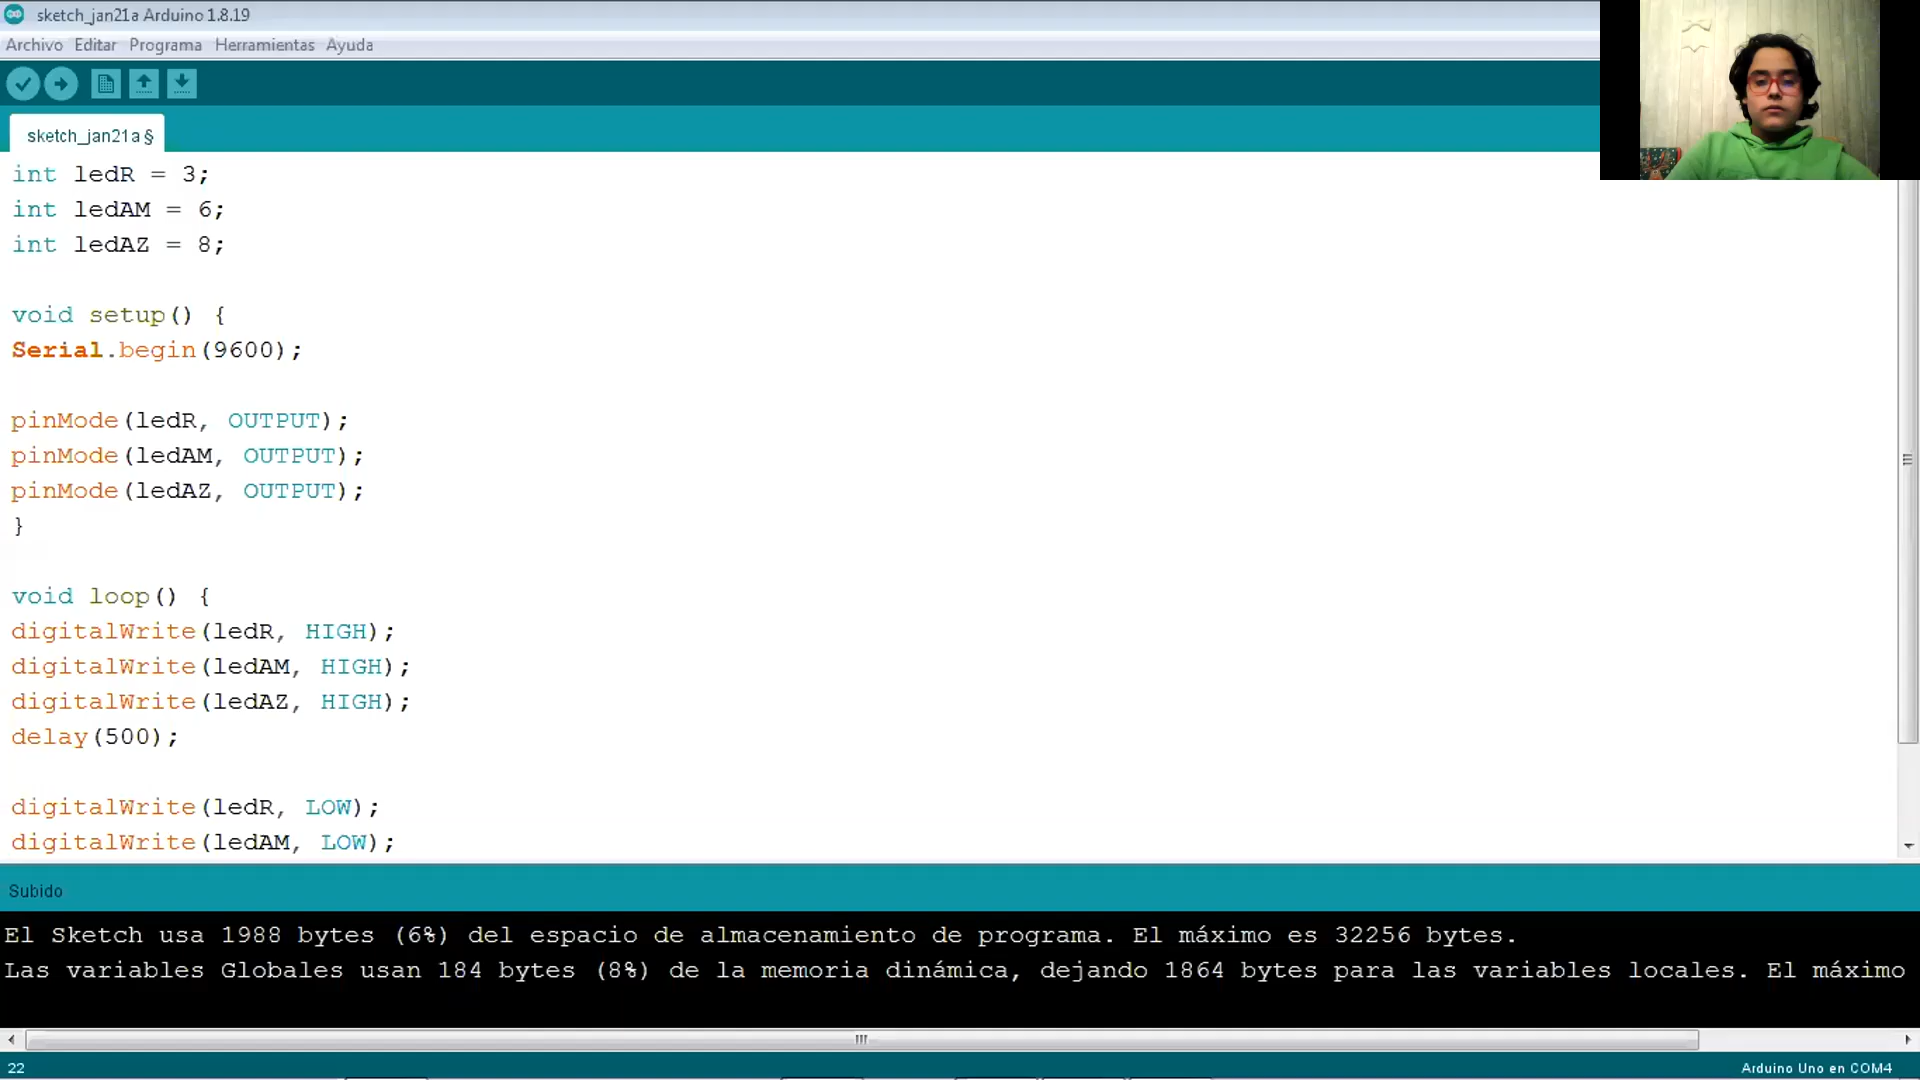 sketch_jan21a Arduino 1.8.19
Archivo Editar Programa Herramientas Ayuda
sketch_jan21a §
int ledR = 3;
int ledAM = 6;
int ledAZ = 8;
void setup() {
Serial.begin(9600);
pinMode(ledR, OUTPUT);
pinMode(ledAM, OUTPUT);
pinMode(ledAZ, OUTPUT);
}
void loop() {
digitalWrite(ledR, HIGH);
digitalWrite(ledAM, HIGH);
digitalWrite(ledAZ, HIGH);
delay(500);
digitalWrite(ledR, LOW);
digitalWrite(ledAM, LOW);
Subido
El Sketch usa 1988 bytes (6%) del espacio de almacenamiento de programa. El máximo es 32256 bytes.
Las variables Globales usan 184 bytes (8%) de la memoria dinámica, dejando 1864 bytes para las variables locales. El máximo
22
Arduino Uno en COM4